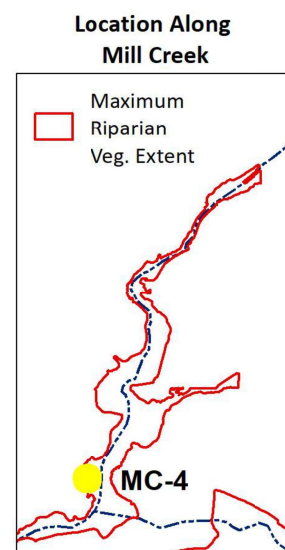 Location Along
Mill Creek
Maximum
Riparian
Veg. Extent
MC-4